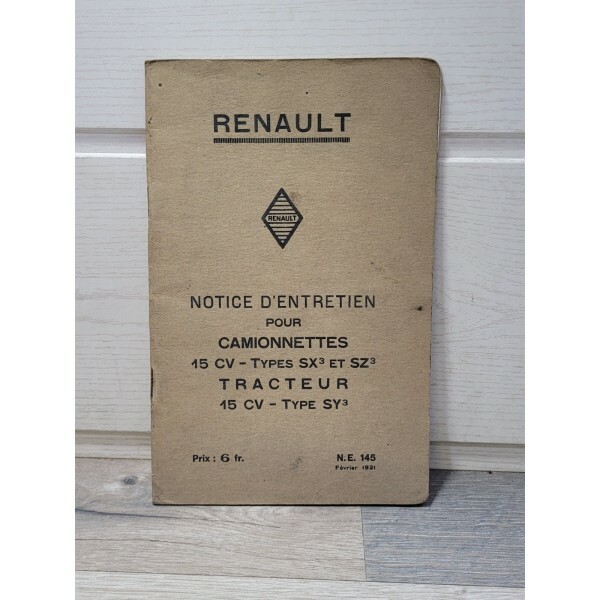 RENAULT
RENAULT
NOTICE D'ENTRETIEN
POUR
CAMIONNETTES
15 CV - TYPES SX³ ET SZ³
TRACTEUR
15 CV - TYPE SY³
Prix : 6 fr.
N.E. 145
Février 1931